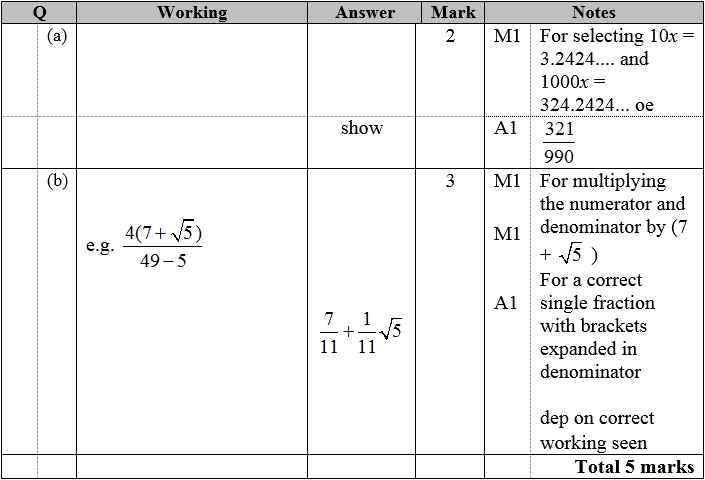 Q Working Answer Mark Notes
(a) 2 M1 For selecting 10x =
3.2424.... and
1000x =
324.2424... oe
show A1 321
990
(b) 3 M1 For multiplying
the numerator and
denominator by (7
+ √5 )
M1
e.g. 4(7+√5)
49−5
For a correct
single fraction
with brackets
expanded in
denominator
A1
7/11 + 1/11 √5
dep on correct
working seen
Total 5 marks